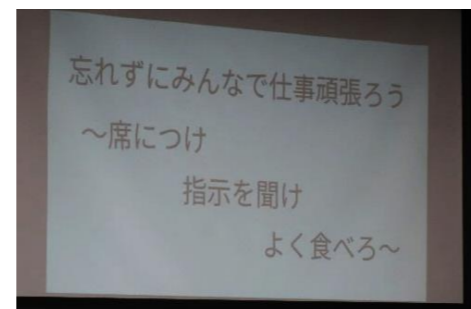 忘れずにみんなで仕事頑張ろう
～席につけ
指示を聞け
よく食べろ～